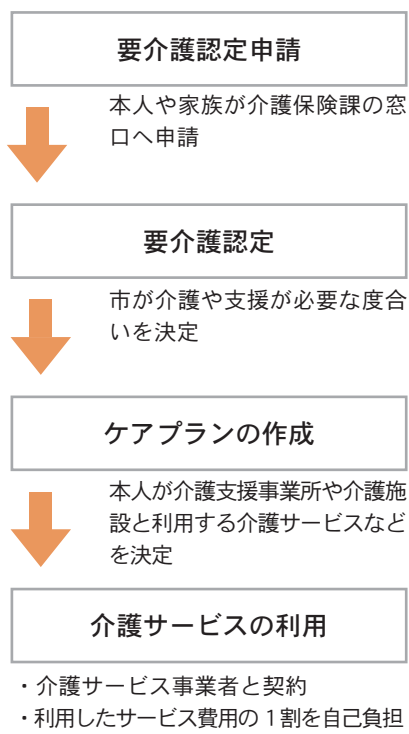 要介護認定申請
本人や家族が介護保険課の窓
口へ申請
要介護認定
市が介護や支援が必要な度合
いを決定
ケアプランの作成
本人が介護支援事業所や介護施
設と利用する介護サービスなど
を決定
介護サービスの利用
・介護サービス事業者と契約
・利用したサービス費用の１割を自己負担